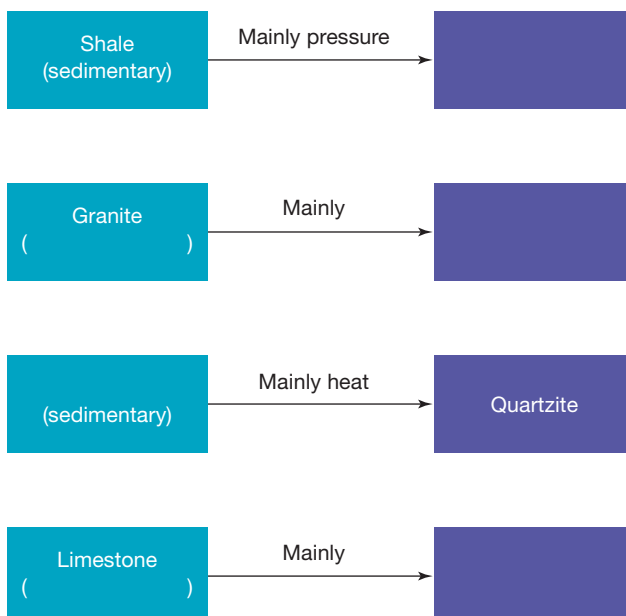 Shale
(sedimentary)
Mainly pressure
Granite
( )
Mainly
(sedimentary)
Mainly heat
Quartzite
Limestone
( )
Mainly